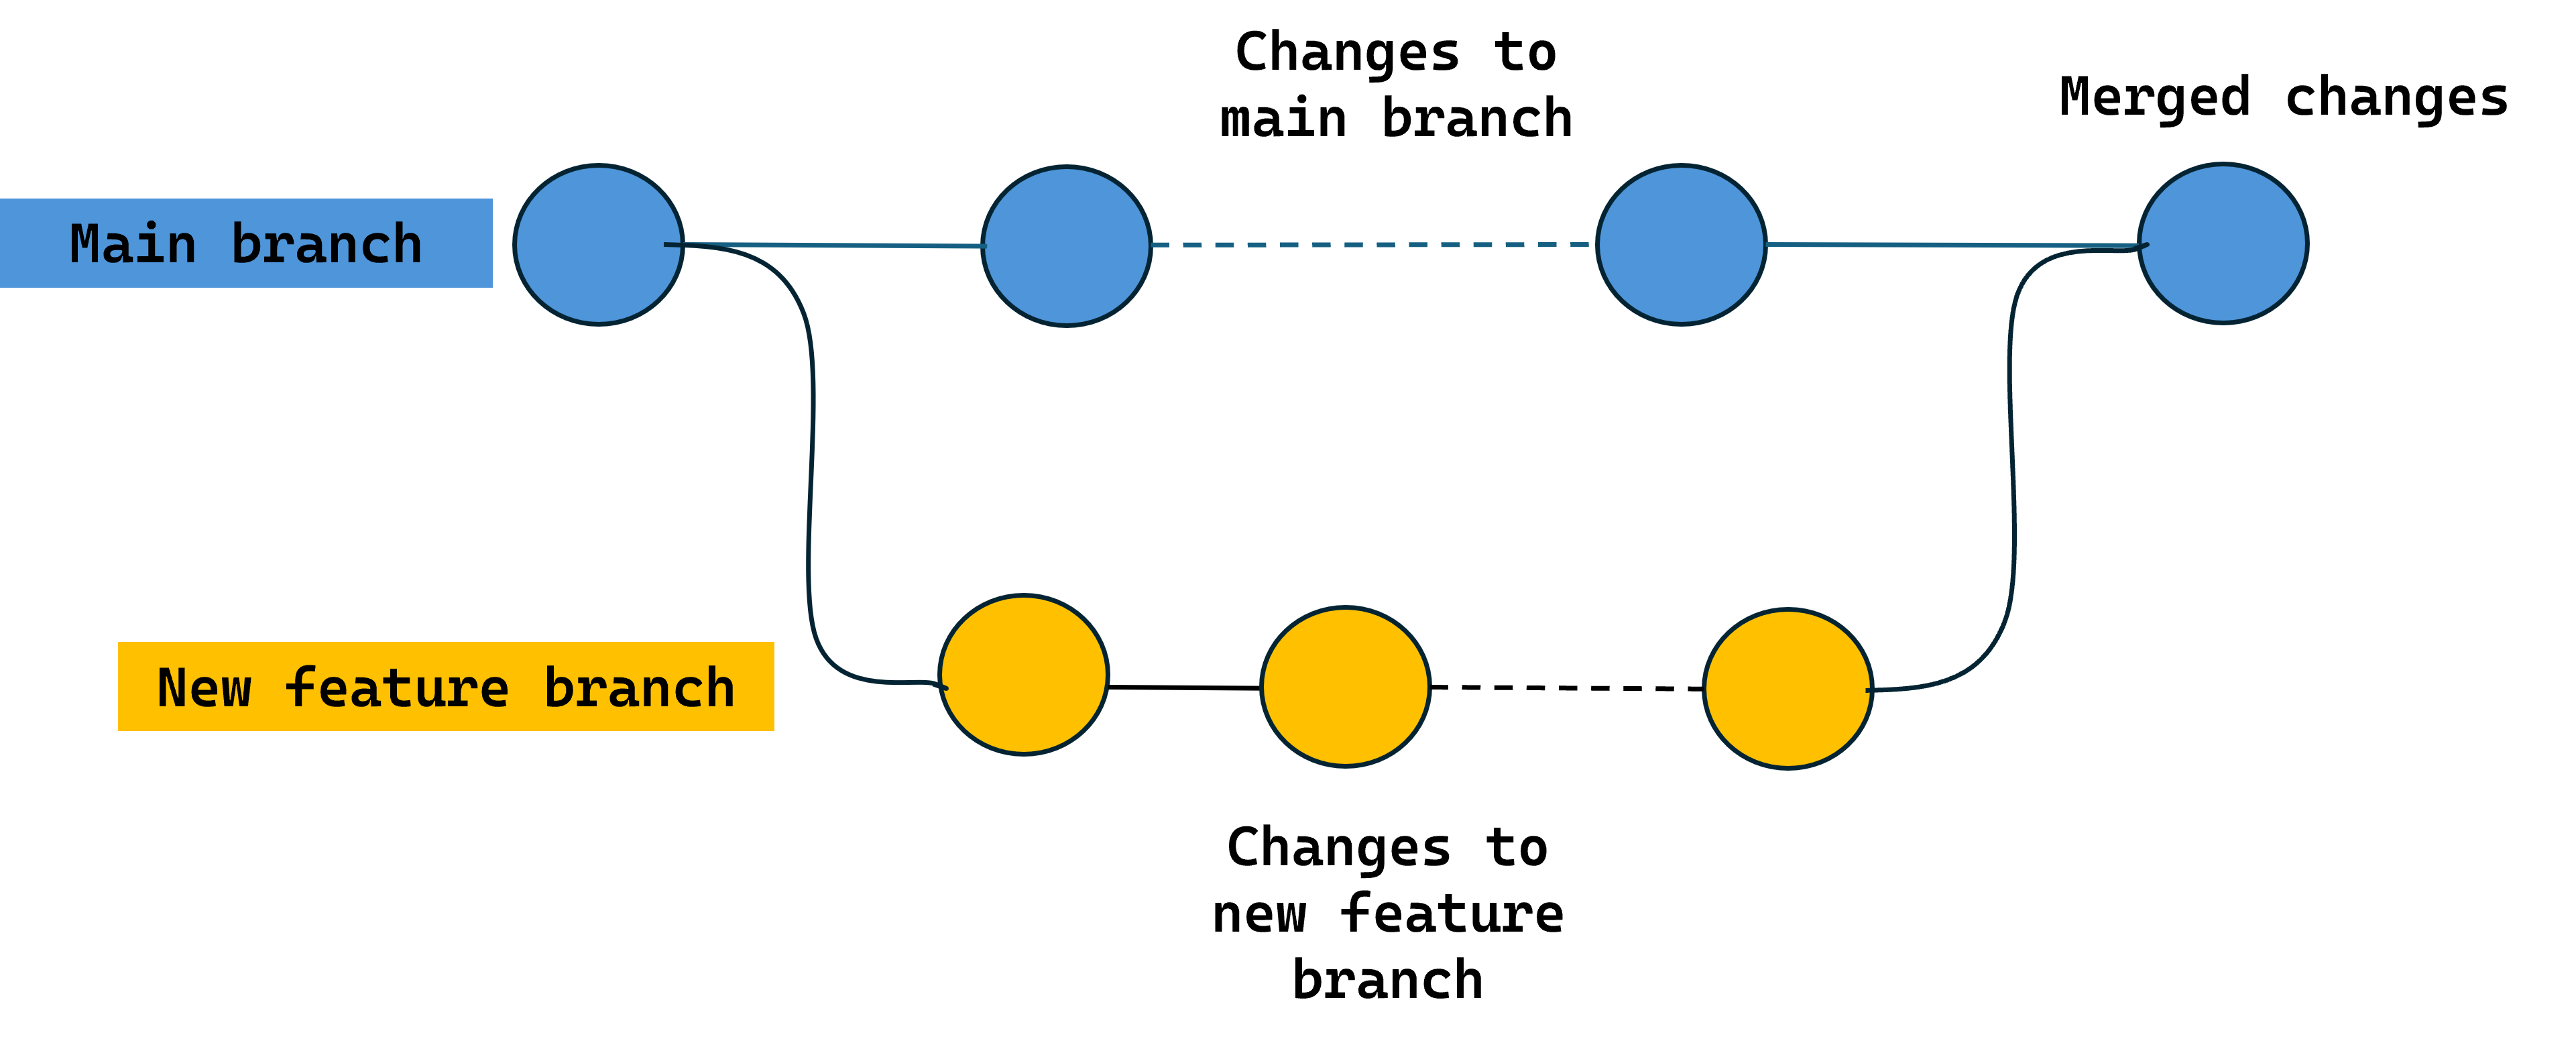 Changes to
main branch
Merged changes
Main branch
New feature branch
Changes to
new feature
branch